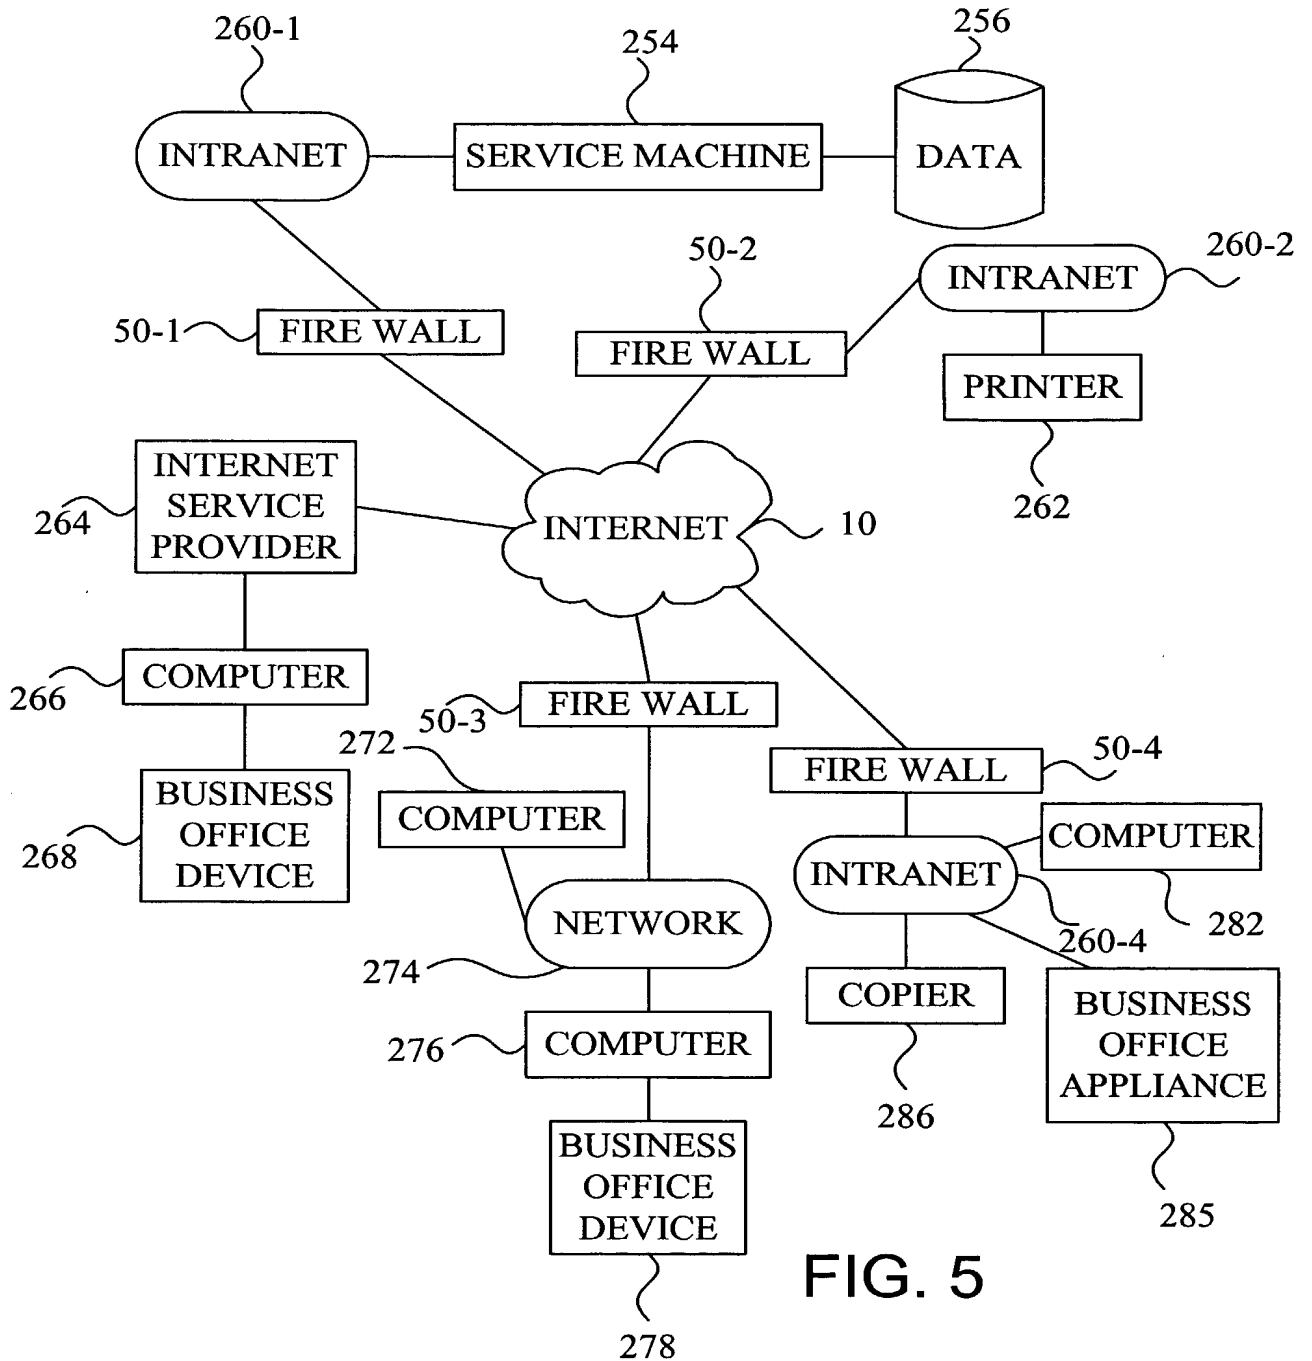 260-1
254
256
INTRANET
SERVICE MACHINE
DATA
50-2
260-2
INTRANET
50-1
FIRE WALL
FIRE WALL
PRINTER
262
264
INTERNET
SERVICE
PROVIDER
INTERNET
10
266
COMPUTER
50-3
FIRE WALL
272
50-4
FIRE WALL
268
BUSINESS
OFFICE
DEVICE
COMPUTER
COMPUTER
282
INTRANET
260-4
NETWORK
274
COPIER
286
BUSINESS
OFFICE
APPLIANCE
285
276
COMPUTER
BUSINESS
OFFICE
DEVICE
278
FIG. 5